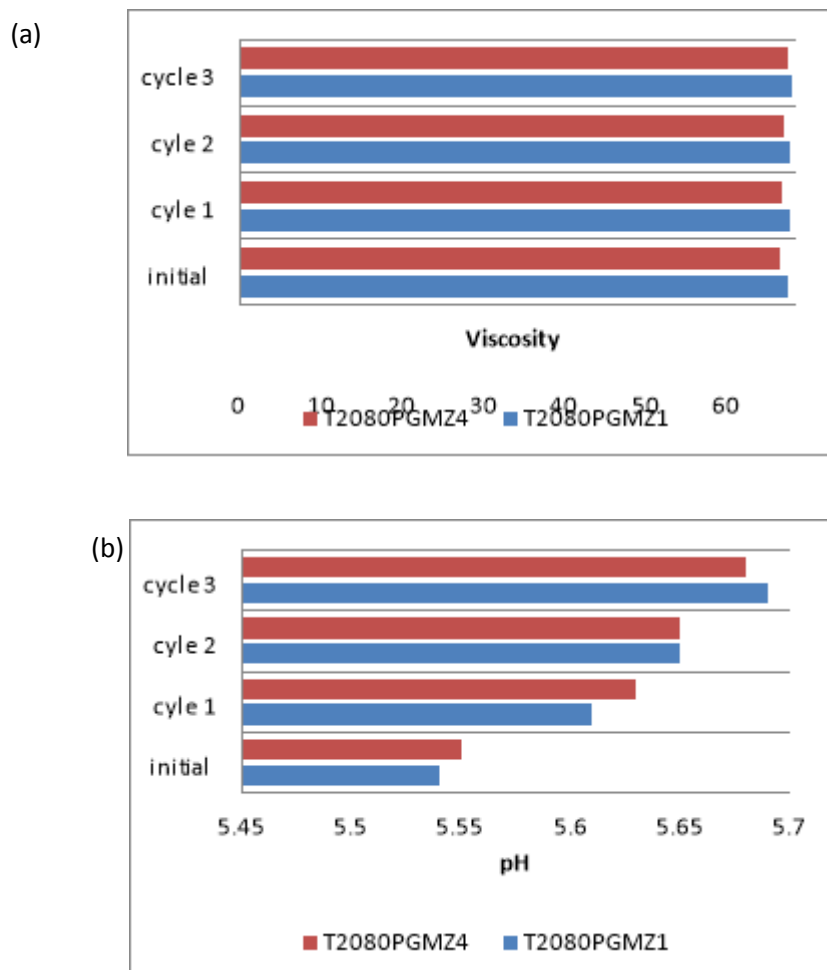 (a)
cycle 3
cyle 2
cyle 1
initial
Viscosity
0 10 20 30 40 50 60
T2080PGMZ4 T2080PGMZ1
(b)
cycle 3
cyle 2
cyle 1
initial
5.45 5.5 5.55 5.6 5.65 5.7
pH
T2080PGMZ4 T2080PGMZ1